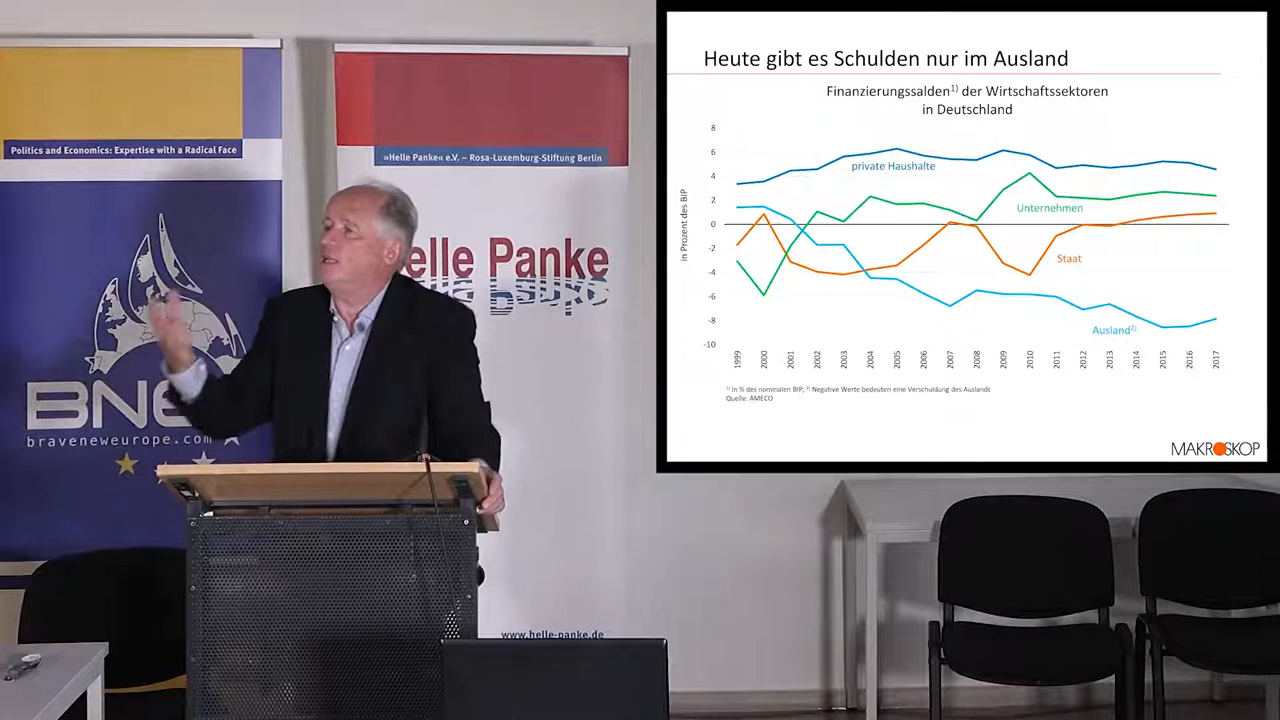 Politics and Economics: Expertise with a Radical Face
BNE
braveneweurope.com
»Helle Panke« e.V. – Rosa-Luxemburg-Stiftung Berlin
elle Panke
www.helle-panke.de
Heute gibt es Schulden nur im Ausland
Finanzierungssalden1) der Wirtschaftssektoren
in Deutschland
in Prozent des BIP
8
6
4
2
0
-2
-4
-6
-8
-10
private Haushalte
Unternehmen
Staat
Ausland2)
1999 2000 2001 2002 2003 2004 2005 2006 2007 2008 2009 2010 2011 2012 2013 2014 2015 2016 2017
1) In % des nominalen BIP; 2) Negative Werte bedeuten eine Verschuldung des Auslands
Quelle: AMECO
MAKROSKOP